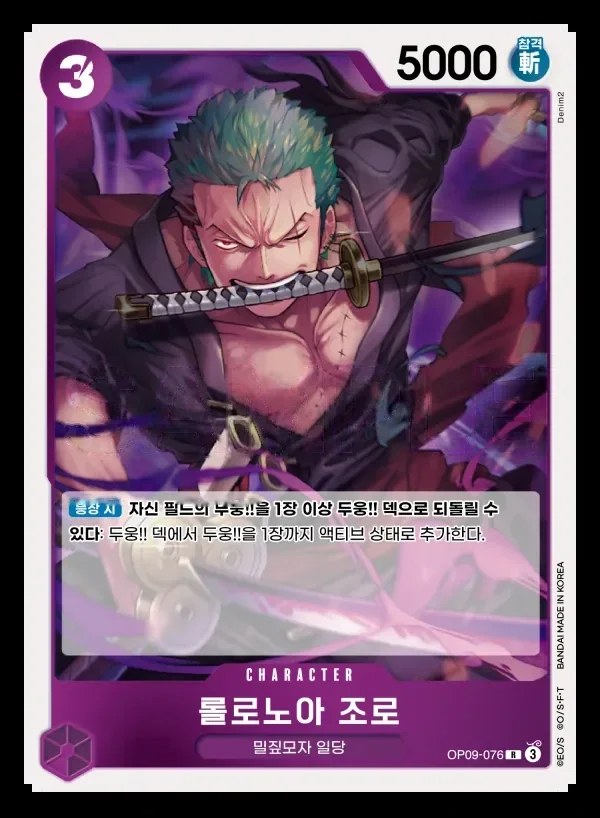 3
5000
참격
斬
Denim2
등장 시 자신 필드의 두웅!!을 1장 이상 두웅!! 덱으로 되돌릴 수
있다: 두웅!! 덱에서 두웅!!을 1장까지 액티브 상태로 추가한다.
CHARACTER
롤로노아 조로
밀짚모자 일당
OP09-076 R 3
©EO/S ©O/S·F·T BANDAI MADE IN KOREA